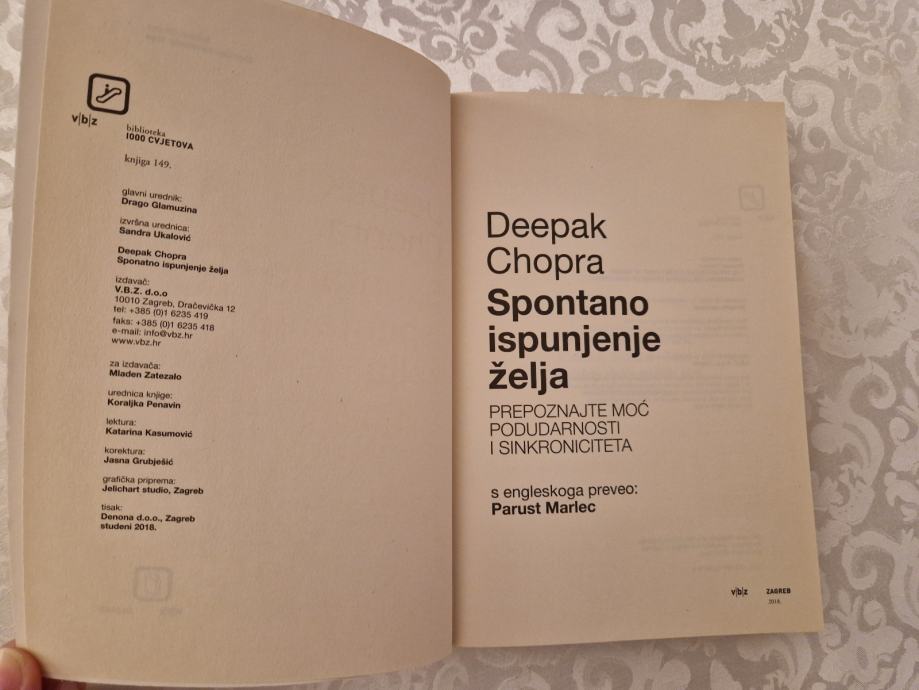 v|b|z
biblioteka
1000 CVJETOVA
knjiga 149.
glavni urednik:
Drago Glamuzina
izvršna urednica:
Sandra Ukalović
Deepak Chopra
Sponatno ispunjenje želja
izdavač:
V.B.Z. d.o.o
10010 Zagreb, Dračevička 12
tel: +385 (0)1 6235 419
faks: +385 (0)1 6235 418
e-mail: info@vbz.hr
www.vbz.hr
za izdavača:
Mladen Zatezalo
urednica knjige:
Koraljka Penavin
lektura:
Katarina Kasumović
korektura:
Jasna Grubješić
grafička priprema:
Jelichart studio, Zagreb
tisak:
Denona d.o.o., Zagreb
studeni 2018.
Deepak
Chopra
Spontano
ispunjenje
želja
PREPOZNAJTE MOĆ
PODUDARNOSTI
I SINKRONICITETA
s engleskoga preveo:
Parust Marlec
v|b|z ZAGREB
2018.